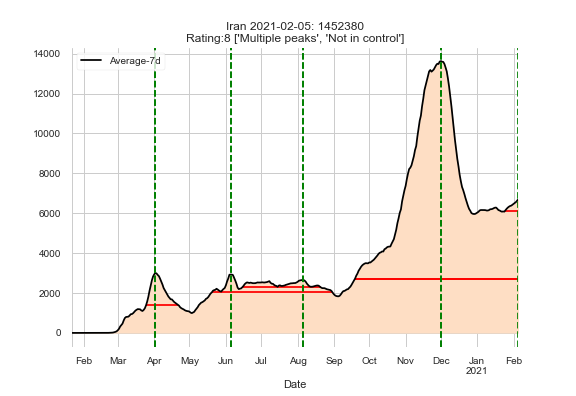 Iran 2021-02-05: 1452380
Rating:8 ['Multiple peaks', 'Not in control']
Average-7d
14000
12000
10000
8000
6000
4000
2000
0
Feb Mar Apr May Jun Jul Aug Sep Oct Nov Dec Jan Feb
2021
Date